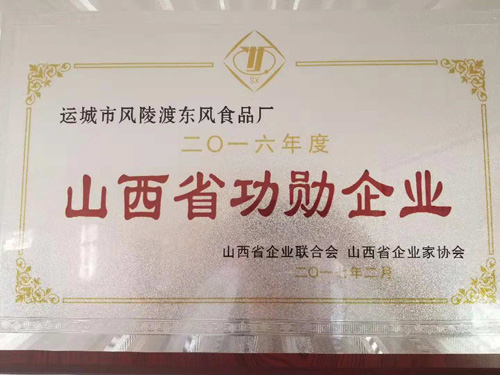 运城市风陵渡东风食品厂
二〇一六年度
山西省功勋企业
山西省企业联合会 山西省企业家协会
二〇一七年二月